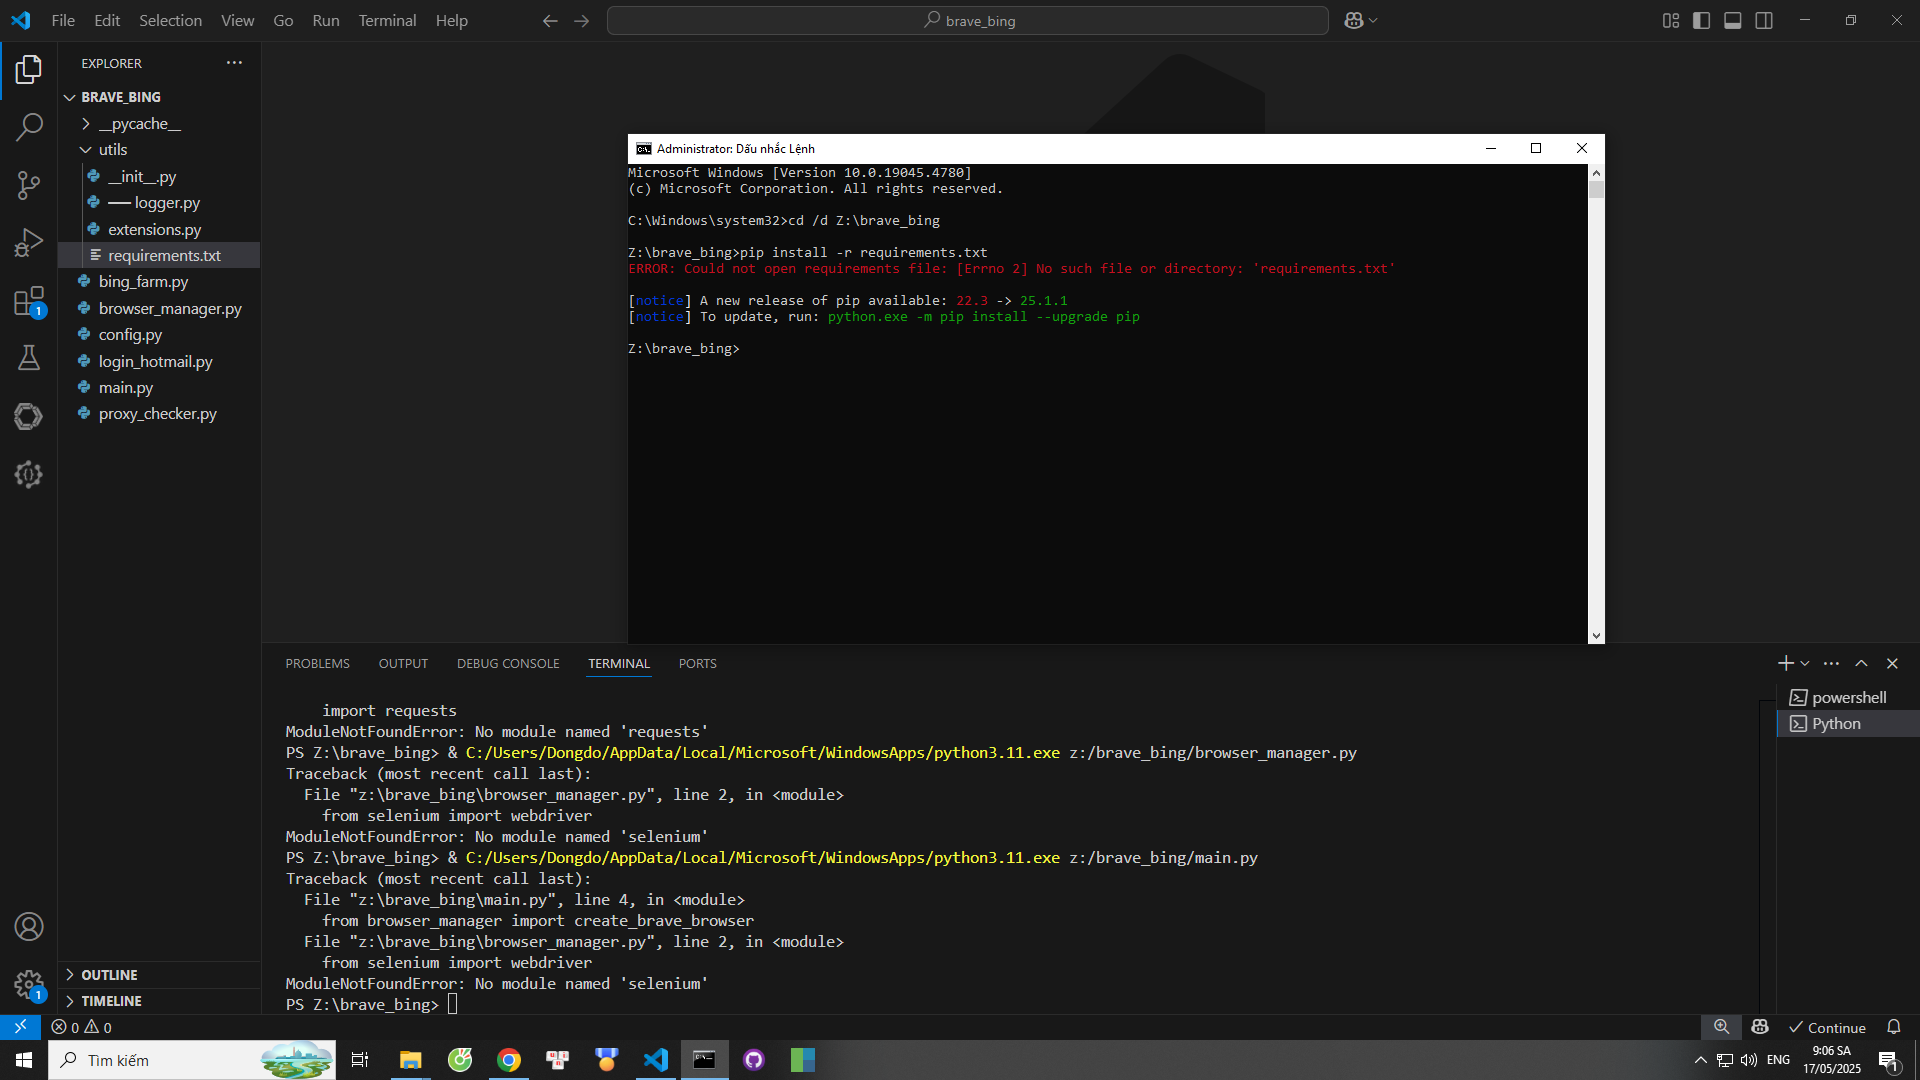 File Edit Selection View Go Run Terminal Help
brave_bing
EXPLORER
BRAVE_BING
__pycache__
utils
__init__.py
── logger.py
extensions.py
requirements.txt
bing_farm.py
browser_manager.py
config.py
login_hotmail.py
main.py
proxy_checker.py
1
Administrator: Dấu nhắc Lệnh
Microsoft Windows [Version 10.0.19045.4780]
(c) Microsoft Corporation. All rights reserved.
C:\Windows\system32>cd /d Z:\brave_bing
Z:\brave_bing>pip install -r requirements.txt
ERROR: Could not open requirements file: [Errno 2] No such file or directory: 'requirements.txt'
[notice] A new release of pip available: 22.3 -> 25.1.1
[notice] To update, run: python.exe -m pip install --upgrade pip
Z:\brave_bing>
PROBLEMS OUTPUT DEBUG CONSOLE TERMINAL PORTS
import requests
ModuleNotFoundError: No module named 'requests'
PS Z:\brave_bing> & C:/Users/Dongdo/AppData/Local/Microsoft/WindowsApps/python3.11.exe z:/brave_bing/browser_manager.py
Traceback (most recent call last):
File "z:\brave_bing\browser_manager.py", line 2, in <module>
from selenium import webdriver
ModuleNotFoundError: No module named 'selenium'
PS Z:\brave_bing> & C:/Users/Dongdo/AppData/Local/Microsoft/WindowsApps/python3.11.exe z:/brave_bing/main.py
Traceback (most recent call last):
File "z:\brave_bing\main.py", line 4, in <module>
from browser_manager import create_brave_browser
File "z:\brave_bing\browser_manager.py", line 2, in <module>
from selenium import webdriver
ModuleNotFoundError: No module named 'selenium'
PS Z:\brave_bing>
powershell
Python
OUTLINE
TIMELINE
1
0 0
Continue
Tìm kiếm
ENG
9:06 SA
17/05/2025
1